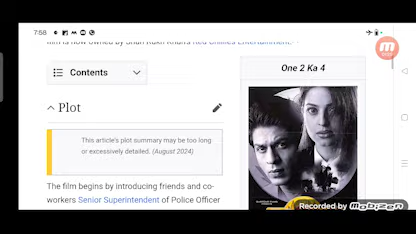 7:58
film is now owned by Shah Rukh Khan's Red Chillies Entertainment.
Contents
One 2 Ka 4
Plot
This article's plot summary may be too long
or excessively detailed. (August 2024)
The film begins by introducing friends and co-
workers Senior Superintendent of Police Officer
Recorded by
mobizen